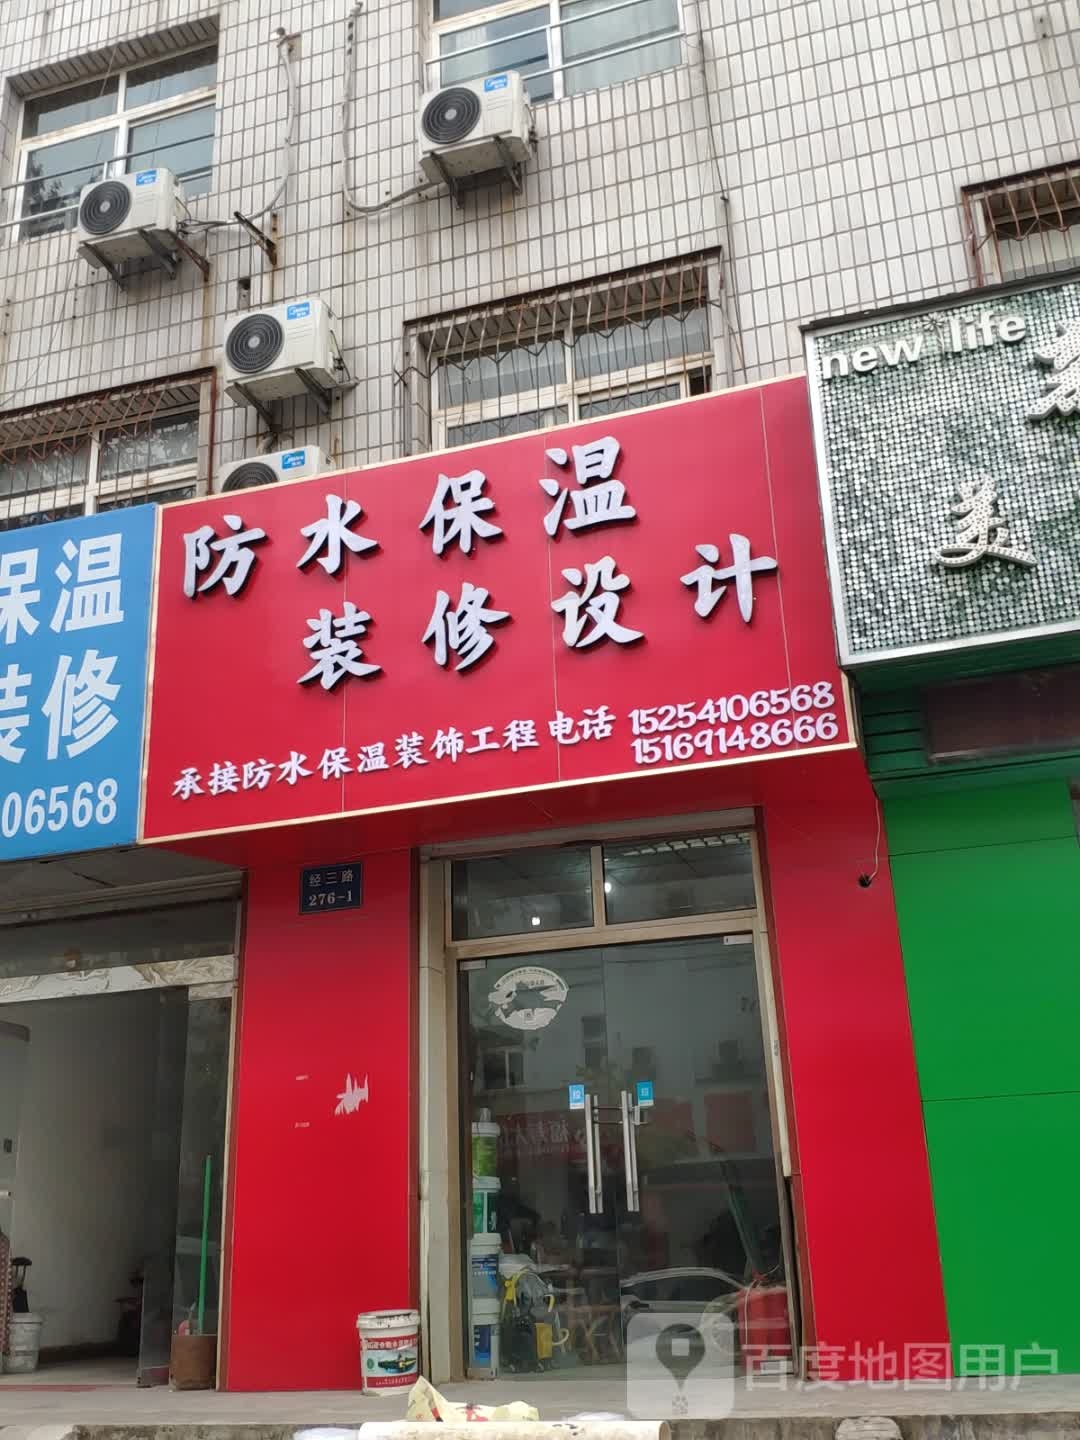 new life
美
防水保温
装修设计
承接防水保温装饰工程 电话 15254106568
15169148666
保温
装修
06568
经三路
276-1
百度地图用户